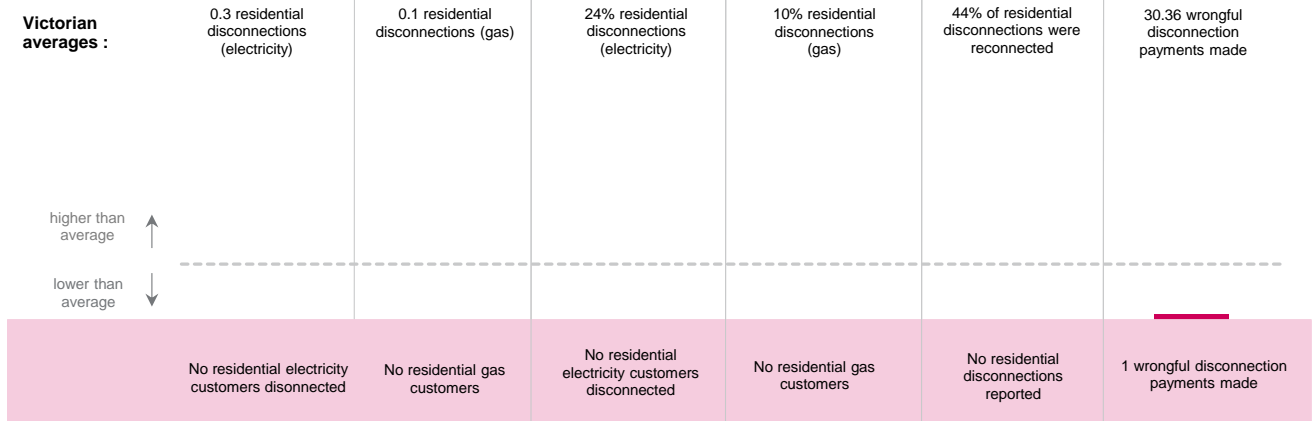 Victorian
averages :
0.3 residential
disconnections
(electricity)
0.1 residential
disconnections (gas)
24% residential
disconnections
(electricity)
10% residential
disconnections
(gas)
44% of residential
disconnections were
reconnected
30.36 wrongful
disconnection
payments made
higher than
average
lower than
average
No residential electricity
customers disonnected
No residential gas
customers
No residential
electricity customers
disconnected
No residential gas
customers
No residential
disconnections
reported
1 wrongful disconnection
payments made